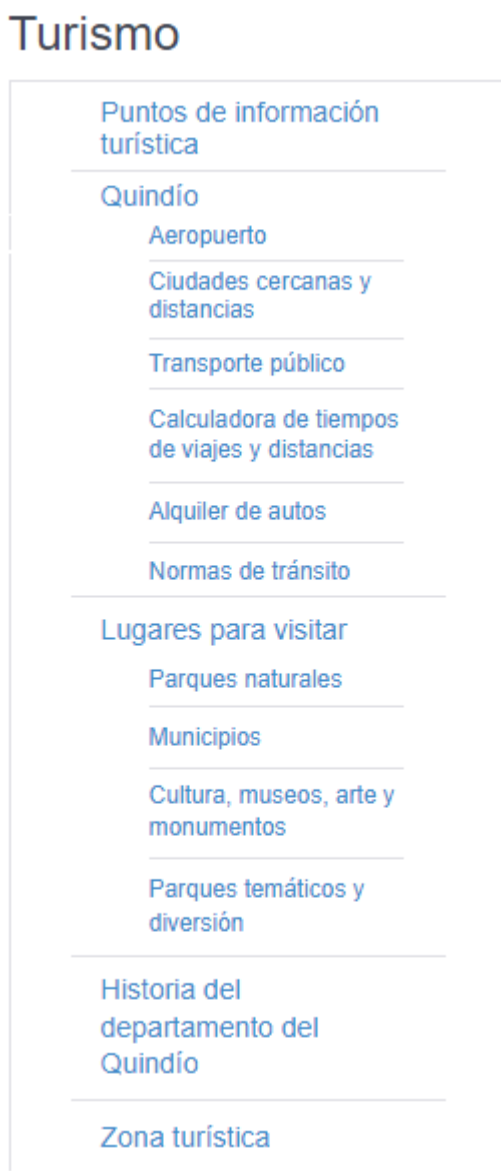 Turismo
Puntos de información
turística
Quindío
Aeropuerto
Ciudades cercanas y
distancias
Transporte público
Calculadora de tiempos
de viajes y distancias
Alquiler de autos
Normas de tránsito
Lugares para visitar
Parques naturales
Municipios
Cultura, museos, arte y
monumentos
Parques temáticos y
diversión
Historia del
departamento del
Quindío
Zona turística